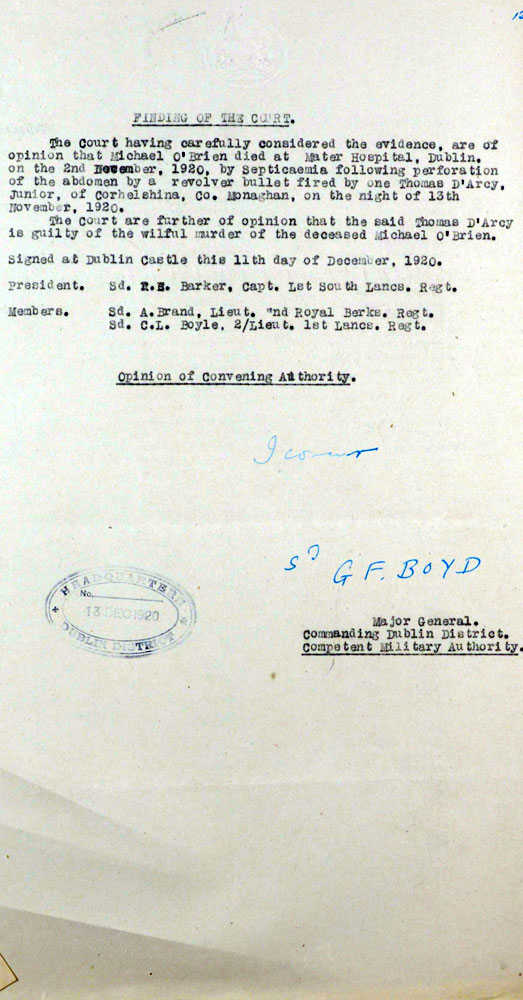 FINDING OF THE COURT.
The Court having carefully considered the evidence, are of
opinion that Michael O'Brien died at Mater Hospital, Dublin.
on the 2nd November, 1920, by Septicaemia following perforation
of the abdomen by a revolver bullet fired by one Thomas D'Arcy,
Junior, of Corhelshina, Co. Monaghan, on the night of 13th
November, 1920.
The Court are further of opinion that the said Thomas D'Arcy
is guilty of the wilful murder of the deceased Michael O'Brien.
Signed at Dublin Castle this 11th day of December, 1920.
President. Sd. R.H. Barker, Capt. Lst South Lancs. Regt.
Members. Sd. A.Brand, Lieut. "nd Royal Berks. Regt.
Sd. C.L. Boyle, 2/Lieut. 1st Lancs. Regt.
Opinion of Convening Authority.
I concur
Sd G F. BOYD
HEADQUARTERS
No.
13 DEC 1920
DUBLIN DISTRICT
Major General.
Commanding Dublin District.
Competent Military Authority.